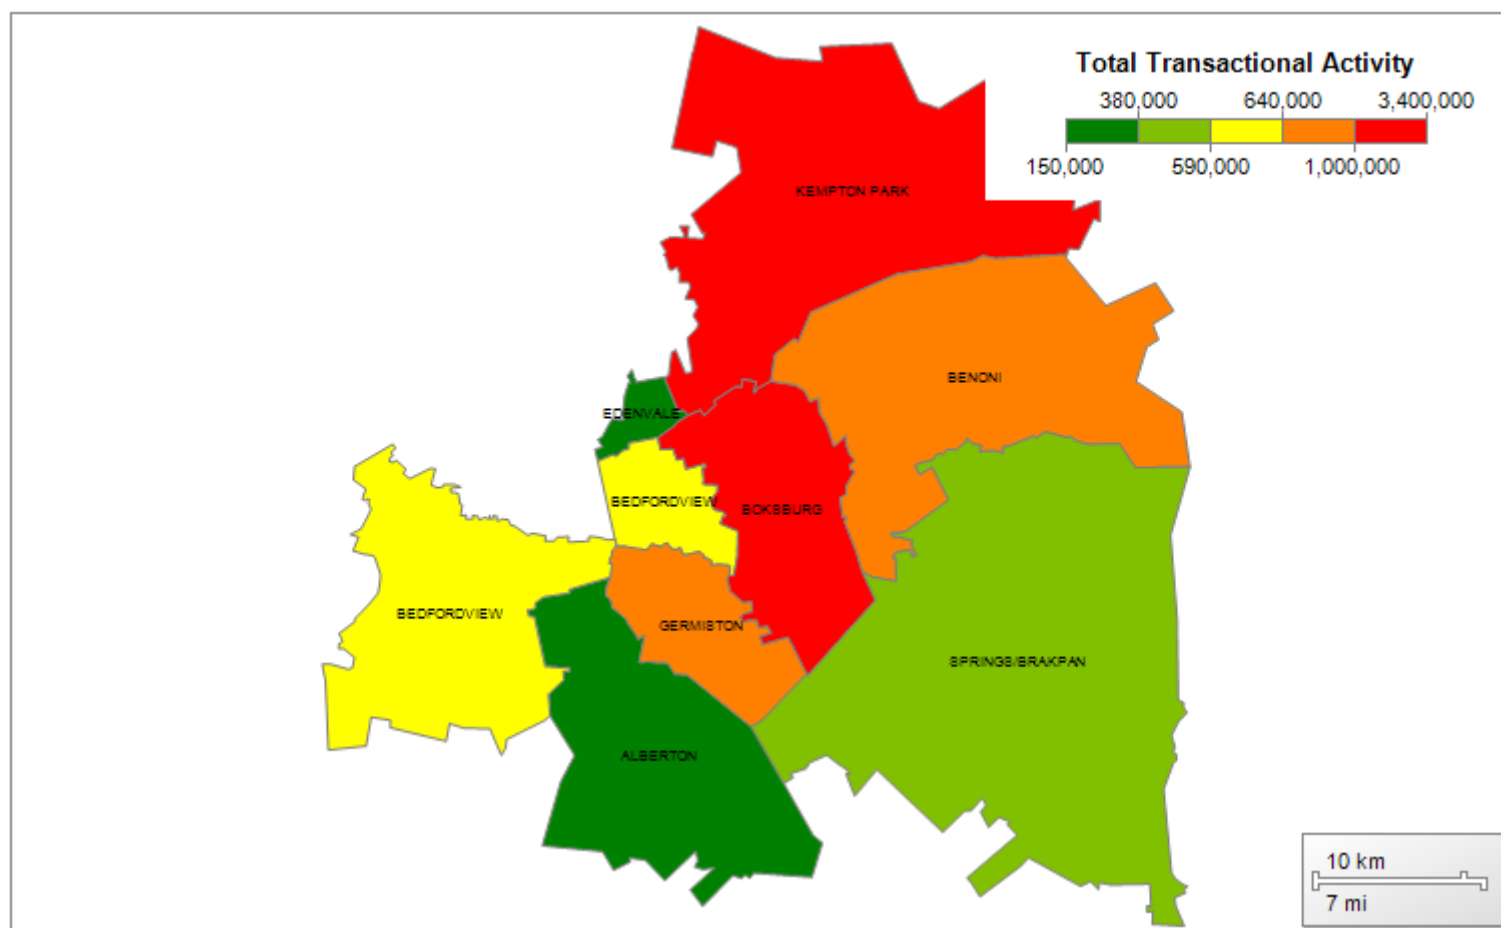 Total Transactional Activity
380,000 640,000 3,400,000
150,000 590,000 1,000,000
KEMPTON PARK
BENONI
EDENVALE
BEDFORDVIEW
BOKSBURG
BEDFORDVIEW
GERMISTON
SPRINGS/BRAKPAN
ALBERTON
10 km
7 mi